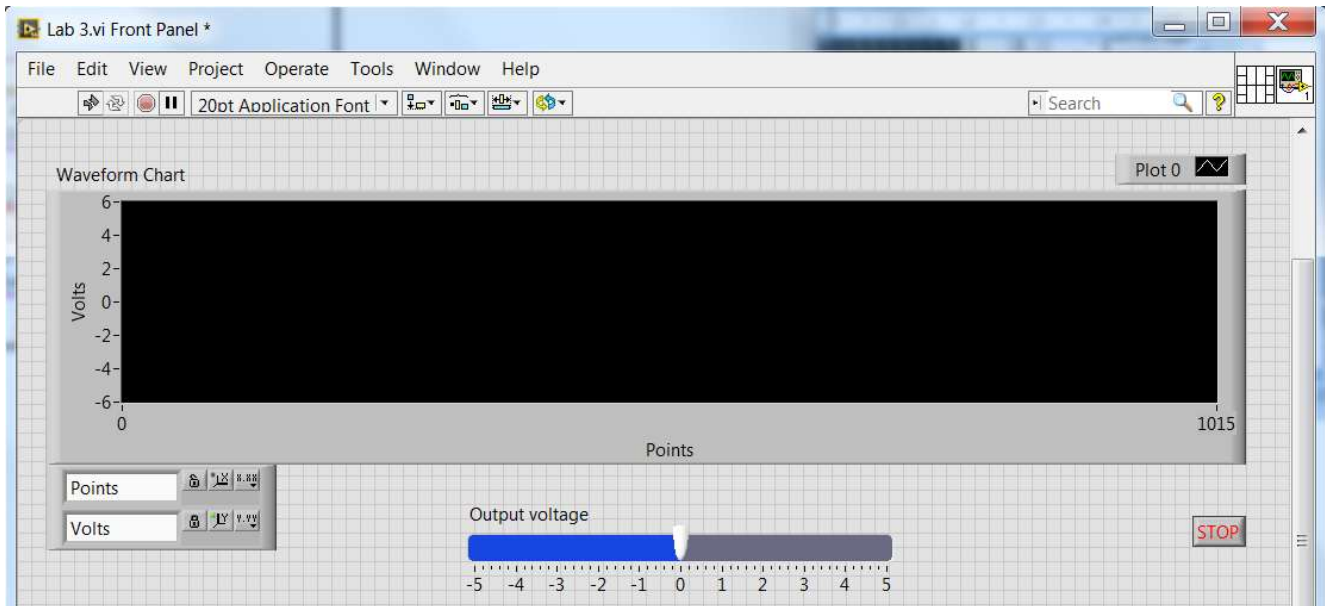 Lab 3.vi Front Panel *
File Edit View Project Operate Tools Window Help
20pt Application Font
Search
1
Plot 0
Waveform Chart
6
4
2
0
-2
-4
-6
Volts
0
1015
Points
Points
Volts
Output voltage
-5 -4 -3 -2 -1 0 1 2 3 4 5
STOP